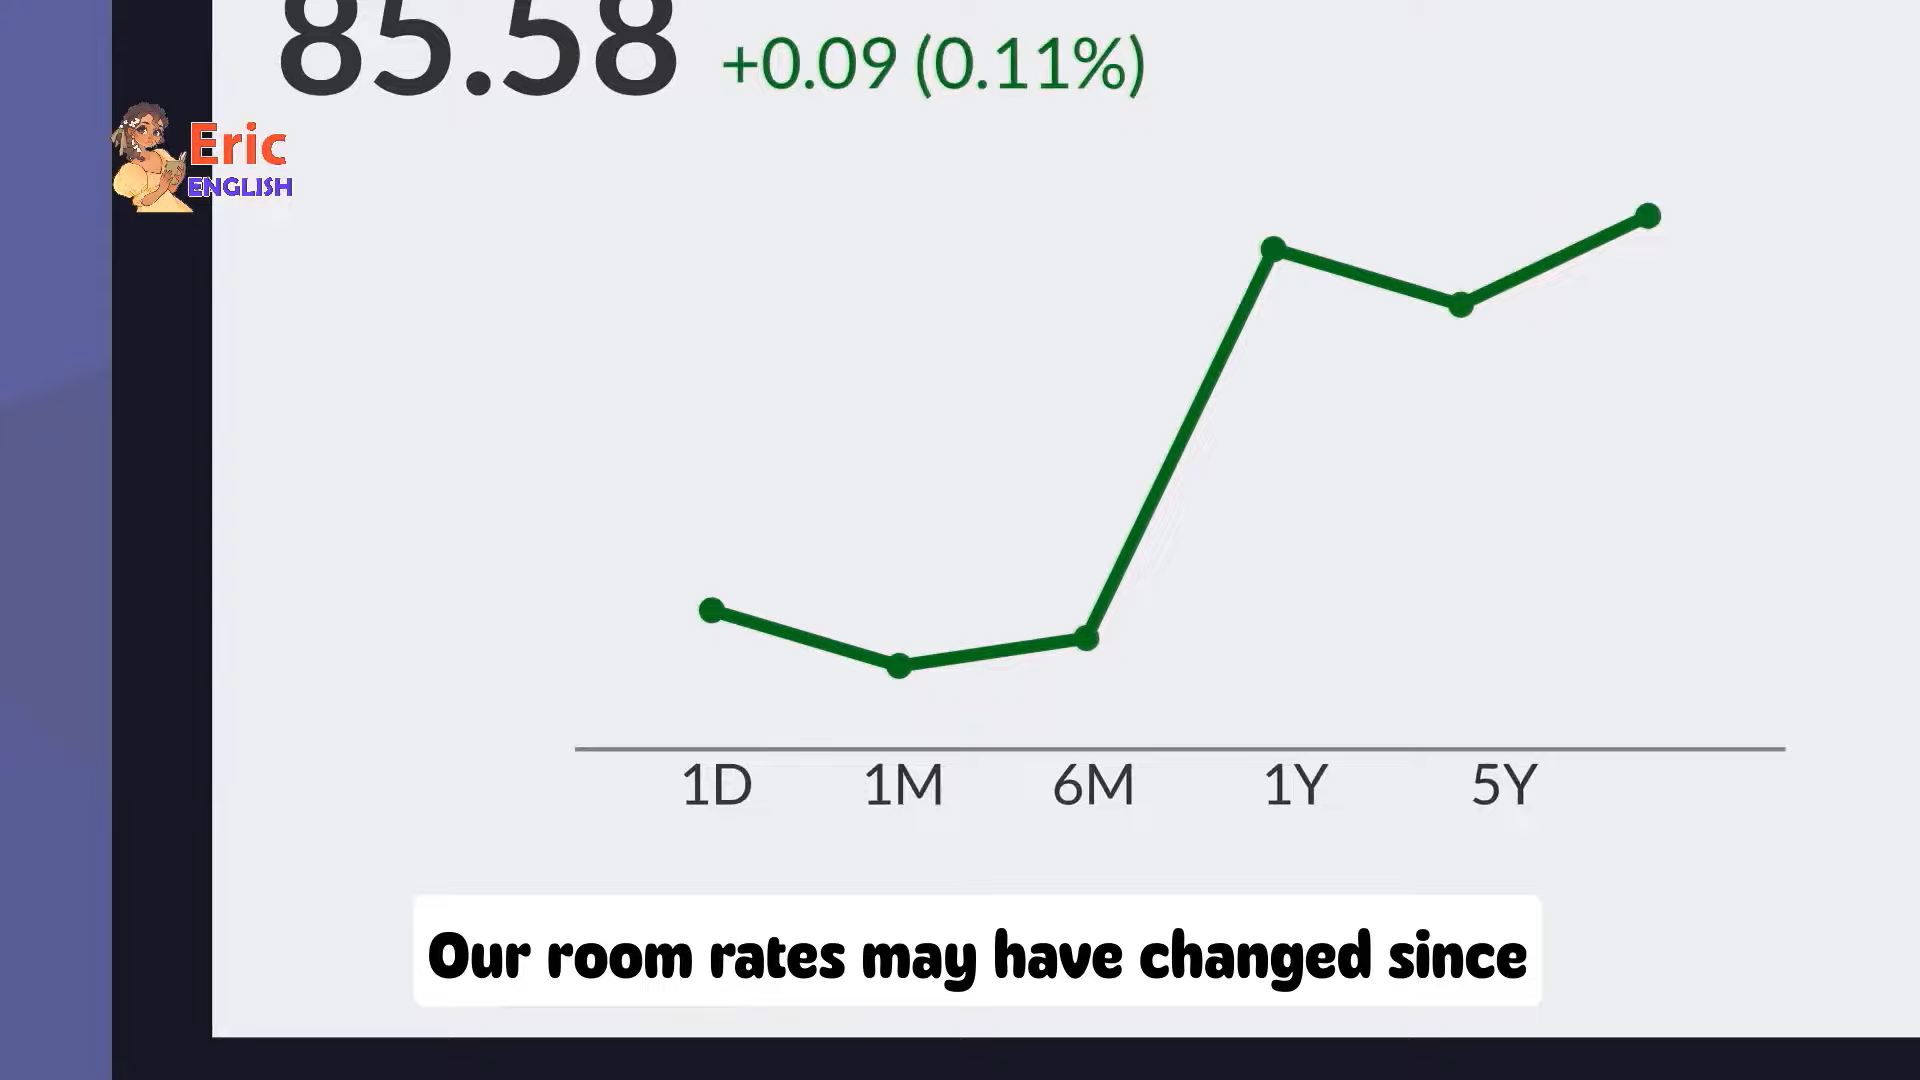 85.58 +0.09 (0.11%)
Eric
ENGLISH
1D 1M 6M 1Y 5Y
Our room rates may have changed since